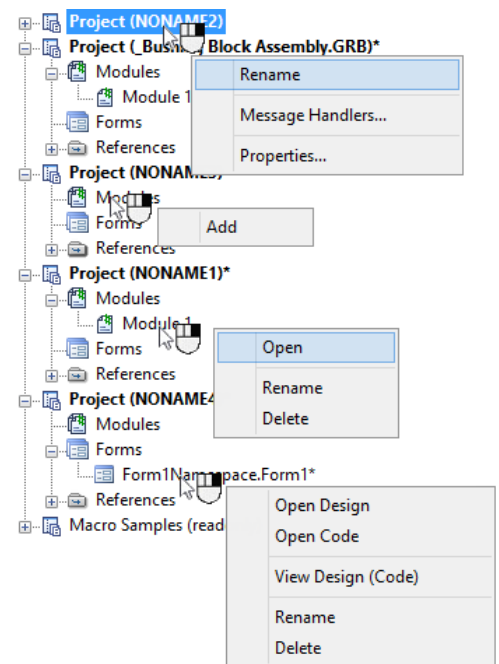 Project (NONAME2)
Project (_Bushing Block Assembly.GRB)*
Rename
Modules
Module 1
Message Handlers...
Forms
References
Properties...
Project (NONAME
Modules
Forms
Add
References
Project (NONAME1)*
Modules
Module 1
Forms
Open
References
Rename
Project (NONAME4
Delete
Modules
Forms
Form1Namespace.Form1*
References
Open Design
Macro Samples (read
Open Code
View Design (Code)
Rename
Delete